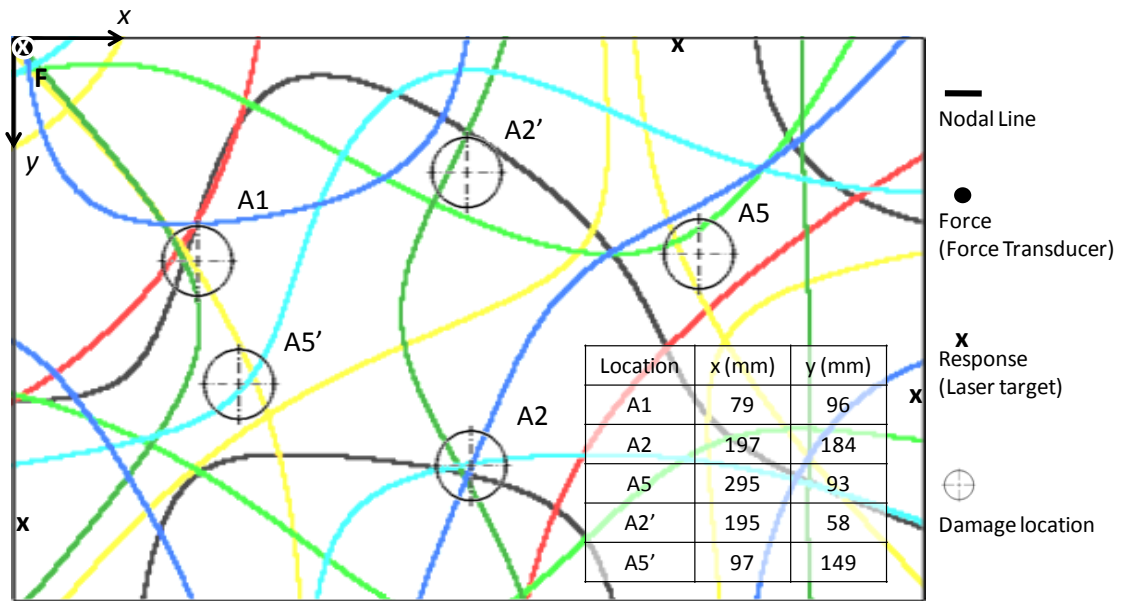 x
x
x
F
y
A2’
A1
A5
A5’
A2
x
x
Location x (mm) y (mm)
A1 79 96
A2 197 184
A5 295 93
A2’ 195 58
A5’ 97 149
Nodal Line
Force
(Force Transducer)
x
Response
(Laser target)
Damage location